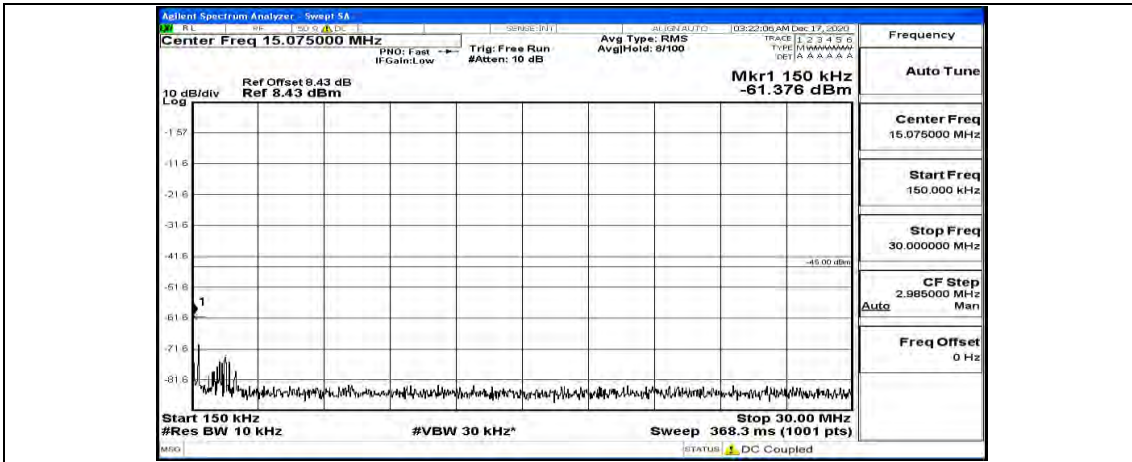 Agilent Spectrum Analyzer - Swept SA
RL RF 50 Ω DC SENSE:INT ALIGN AUTO 03:22:06 AM Dec 17, 2020
Center Freq 15.075000 MHz
PNO: Fast
IFGain:Low
Trig: Free Run
#Atten: 10 dB
Avg Type: RMS
Avg|Hold: 8/100
TRACE 1 2 3 4 5 6
TYPE M WWWWW
DET A A A A A A
Ref Offset 8.43 dB
10 dB/div Ref 8.43 dBm
Log
Mkr1 150 kHz
-61.376 dBm
-1.57
-11.6
-21.6
-31.6
-41.6
-45.00 dBm
-51.6
1
-61.6
-71.6
-81.6
Start 150 kHz
Stop 30.00 MHz
#Res BW 10 kHz
#VBW 30 kHz*
Sweep 368.3 ms (1001 pts)
MSG
STATUS DC Coupled
Frequency
Auto Tune
Center Freq
15.075000 MHz
Start Freq
150.000 kHz
Stop Freq
30.000000 MHz
CF Step
2.985000 MHz
Auto Man
Freq Offset
0 Hz